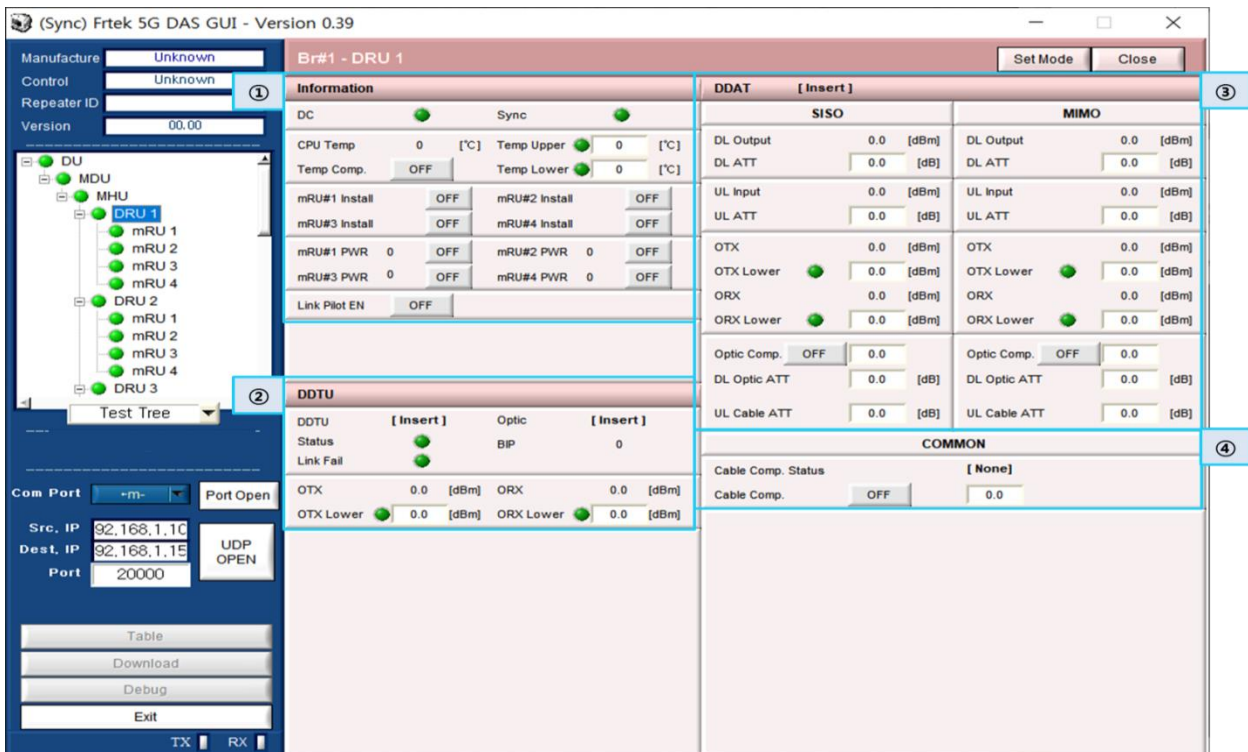 (Sync) Frtek 5G DAS GUI - Version 0.39
Manufacture Unknown
Control Unknown
Repeater ID
Version 00.00
DU
MDU
MHU
DRU 1
mRU 1
mRU 2
mRU 3
mRU 4
DRU 2
mRU 1
mRU 2
mRU 3
mRU 4
DRU 3
Test Tree
Com Port -m- Port Open
Src, IP 92,168,1,10
Dest, IP 92,168,1,15
UDP OPEN
Port 20000
Table
Download
Debug
Exit
TX RX
Br#1 - DRU 1 Set Mode Close
①
Information
DC Sync
CPU Temp 0 [℃] Temp Upper 0 [℃]
Temp Comp. OFF Temp Lower 0 [℃]
mRU#1 Install OFF mRU#2 Install OFF
mRU#3 Install OFF mRU#4 Install OFF
mRU#1 PWR 0 OFF mRU#2 PWR 0 OFF
mRU#3 PWR 0 OFF mRU#4 PWR 0 OFF
Link Pilot EN OFF
②
DDTU
DDTU [ Insert ] Optic [ Insert ]
Status BIP 0
Link Fail
OTX 0.0 [dBm] ORX 0.0 [dBm]
OTX Lower 0.0 [dBm] ORX Lower 0.0 [dBm]
③
DDAT [ Insert ]
SISO MIMO
DL Output 0.0 [dBm] DL Output 0.0 [dBm]
DL ATT 0.0 [dB] DL ATT 0.0 [dB]
UL Input 0.0 [dBm] UL Input 0.0 [dBm]
UL ATT 0.0 [dB] UL ATT 0.0 [dB]
OTX 0.0 [dBm] OTX 0.0 [dBm]
OTX Lower 0.0 [dBm] OTX Lower 0.0 [dBm]
ORX 0.0 [dBm] ORX 0.0 [dBm]
ORX Lower 0.0 [dBm] ORX Lower 0.0 [dBm]
Optic Comp. OFF 0.0 Optic Comp. OFF 0.0
DL Optic ATT 0.0 [dB] DL Optic ATT 0.0 [dB]
UL Cable ATT 0.0 [dB] UL Cable ATT 0.0 [dB]
④
COMMON
Cable Comp. Status [ None]
Cable Comp. OFF 0.0